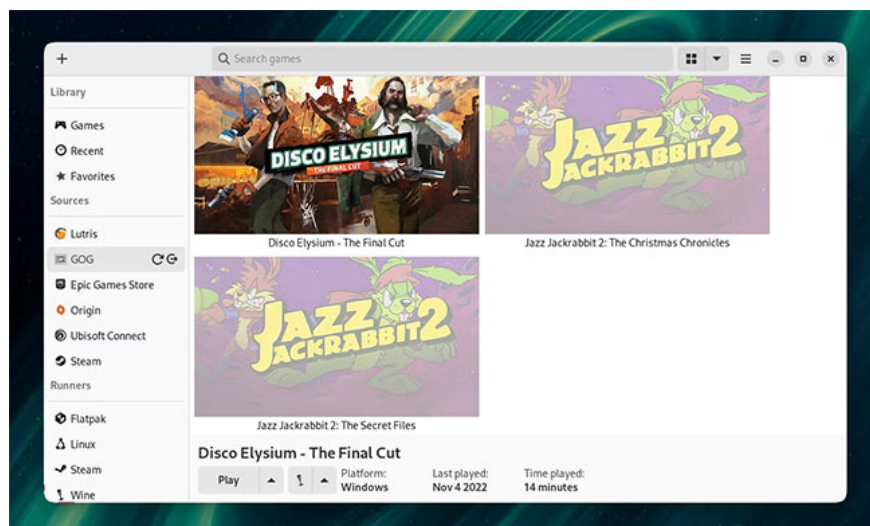 Search games
Library
Games
Recent
Favorites
Sources
Lutris
GOG
Epic Games Store
Origin
Ubisoft Connect
Steam
Runners
Flatpak
Linux
Steam
Wine
DISCO ELYSIUM
THE FINAL CUT
Disco Elysium - The Final Cut
JAZZ
JACKRABBIT 2
Jazz Jackrabbit 2: The Christmas Chronicles
JAZZ
JACKRABBIT 2
Jazz Jackrabbit 2: The Secret Files
Disco Elysium - The Final Cut
Play
Platform:
Windows
Last played:
Nov 4 2022
Time played:
14 minutes